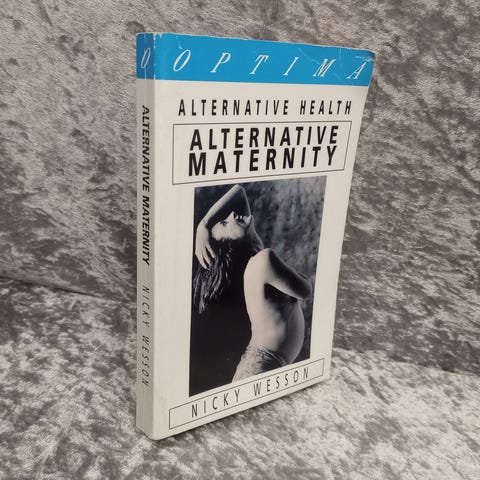 O
ALTERNATIVE MATERNITY
NICKY WESSON
OPTIMA
ALTERNATIVE HEALTH
ALTERNATIVE
MATERNITY
NICKY WESSON